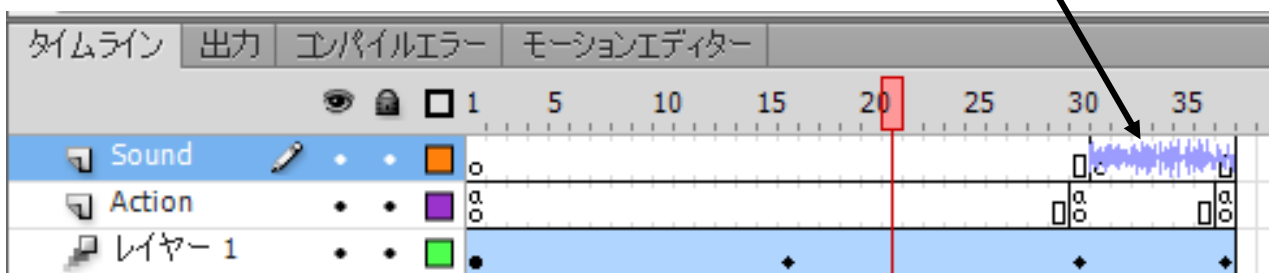 タイムライン 出力 コンパイルエラー モーションエディター
1 5 10 15 20 25 30 35
Sound
a a a
Action
レイヤー 1